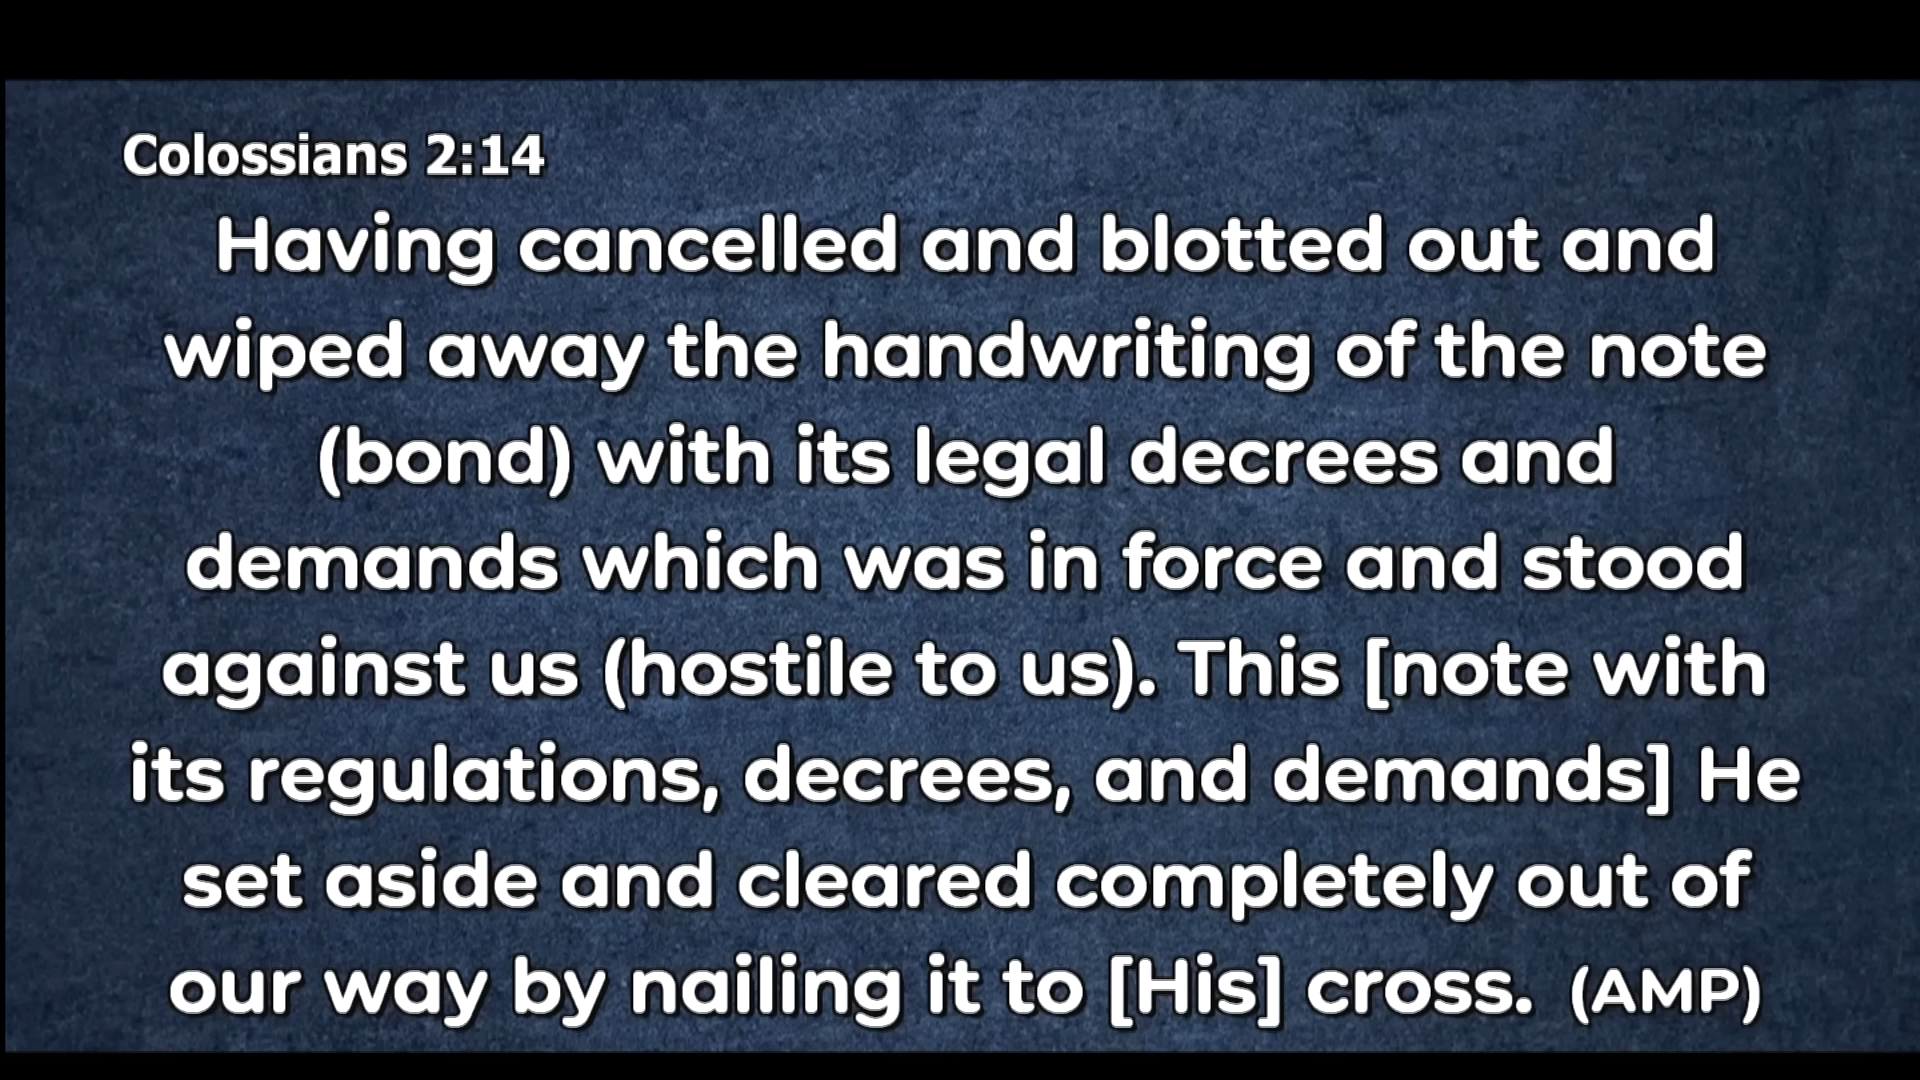 Colossians 2:14
Having cancelled and blotted out and
wiped away the handwriting of the note
(bond) with its legal decrees and
demands which was in force and stood
against us (hostile to us). This [note with
its regulations, decrees, and demands] He
set aside and cleared completely out of
our way by nailing it to [His] cross. (AMP)